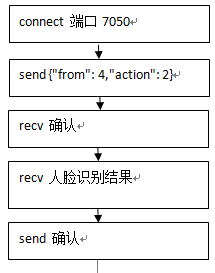 connect 端口 7050
send{"from": 4,"action": 2}
recv 确认
recv 人脸识别结果
send 确认